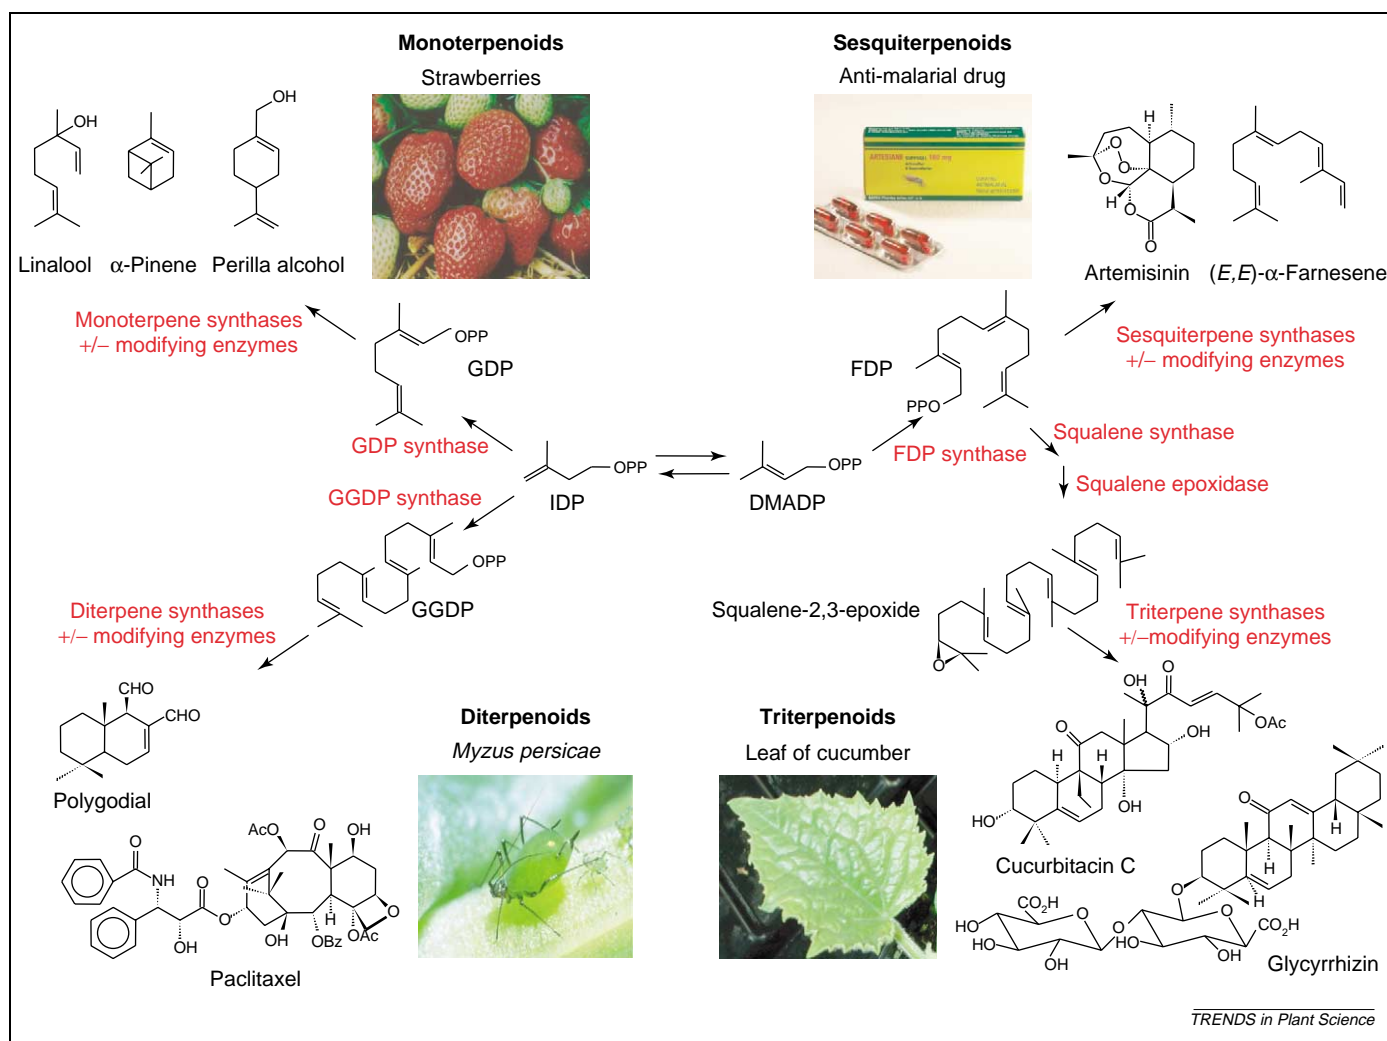 Monoterpenoids
Strawberries
Sesquiterpenoids
Anti-malarial drug
OH
OH
Linalool
α-Pinene
Perilla alcohol
ARTESIANE
160 mg
H
O
O
O
O
H
O
O
Artemisinin
(E,E)-α-Farnesene
Monoterpene synthases
+/− modifying enzymes
OPP
GDP
FDP
PPO
Sesquiterpene synthases
+/− modifying enzymes
GDP synthase
FDP synthase
Squalene synthase
Squalene epoxidase
OPP
IDP
OPP
DMADP
GGDP synthase
OPP
GGDP
Diterpene synthases
+/− modifying enzymes
Squalene-2,3-epoxide
O
Triterpene synthases
+/−modifying enzymes
CHO
CHO
Polygodial
Diterpenoids
Myzus persicae
Triterpenoids
Leaf of cucumber
OH
O
OAc
O
OH
H
H
OH
HO
Cucurbitacin C
O
NH
O
OH
O
AcO
O
OH
O
H
OH
OBz
OAc
Paclitaxel
O
H
H
H
O
CO2H
HO
HO
O
OH
O
O
HO
HO
OH
CO2H
Glycyrrhizin
TRENDS in Plant Science